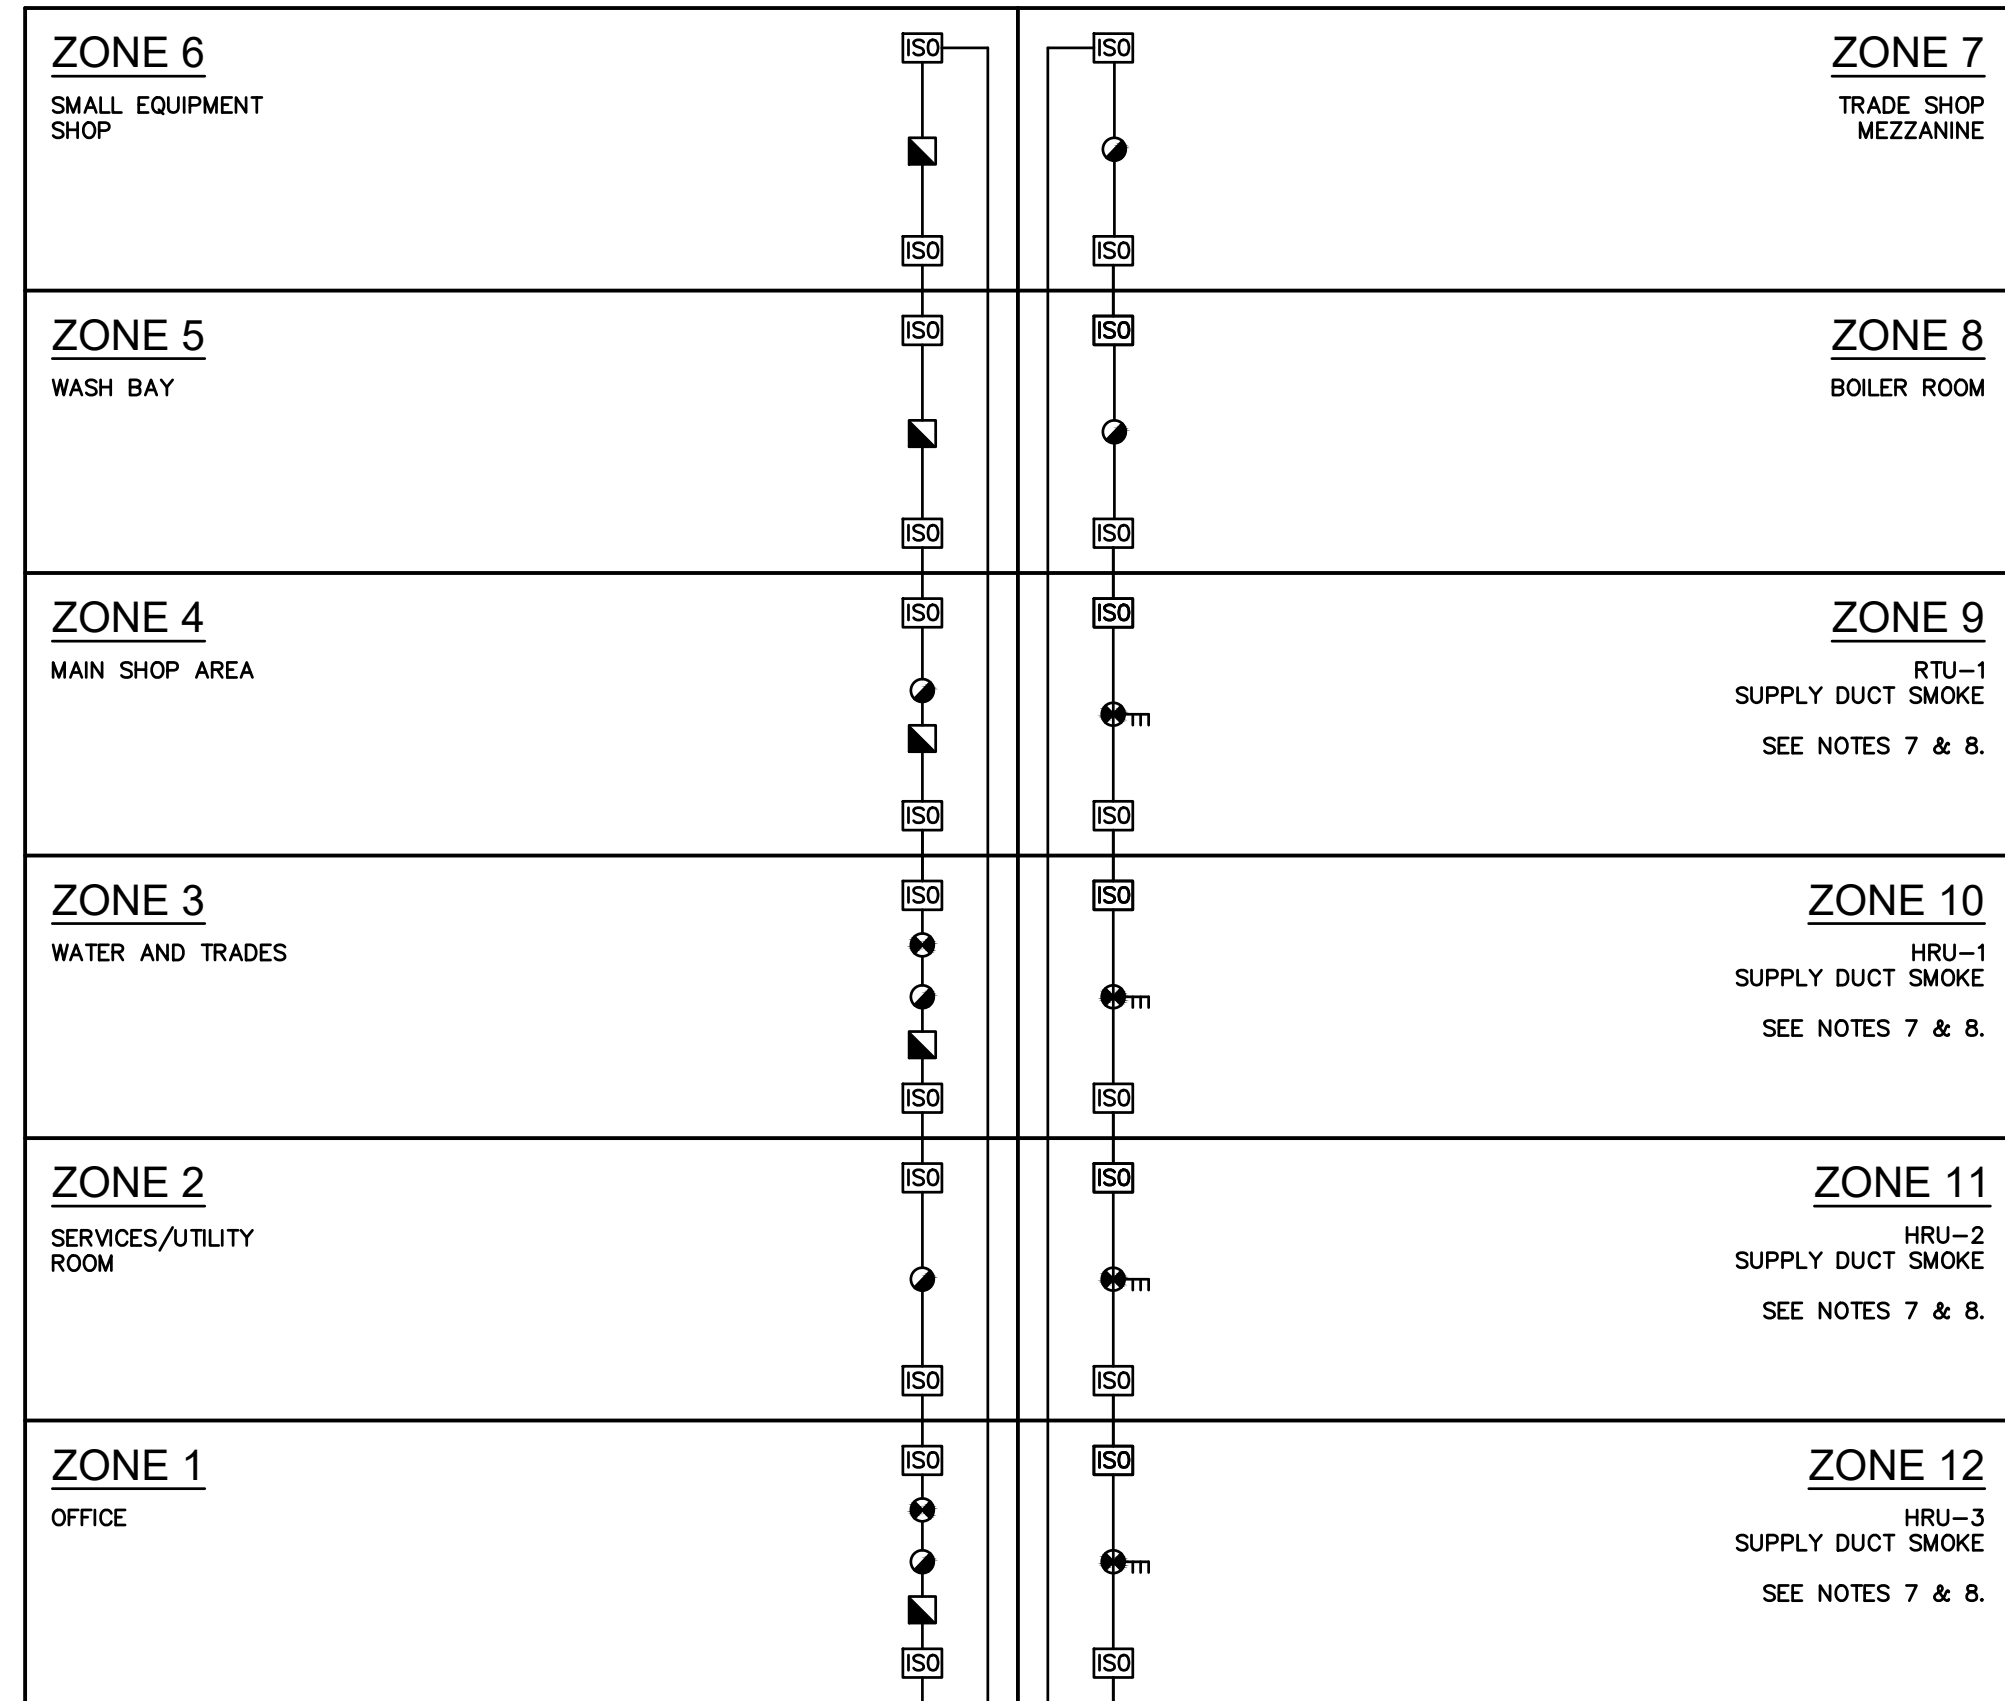 ZONE 6
SMALL EQUIPMENT
SHOP
ISO
ISO
ISO
ISO
ZONE 7
TRADE SHOP
MEZZANINE
ZONE 5
WASH BAY
ISO
ISO
ISO
ISO
ZONE 8
BOILER ROOM
ZONE 4
MAIN SHOP AREA
ISO
ISO
ISO
ISO
ZONE 9
RTU-1
SUPPLY DUCT SMOKE
SEE NOTES 7 & 8.
ZONE 3
WATER AND TRADES
ISO
ISO
ISO
ISO
ZONE 10
HRU-1
SUPPLY DUCT SMOKE
SEE NOTES 7 & 8.
ZONE 2
SERVICES/UTILITY
ROOM
ISO
ISO
ISO
ISO
ZONE 11
HRU-2
SUPPLY DUCT SMOKE
SEE NOTES 7 & 8.
ZONE 1
OFFICE
ISO
ISO
ISO
ISO
ZONE 12
HRU-3
SUPPLY DUCT SMOKE
SEE NOTES 7 & 8.